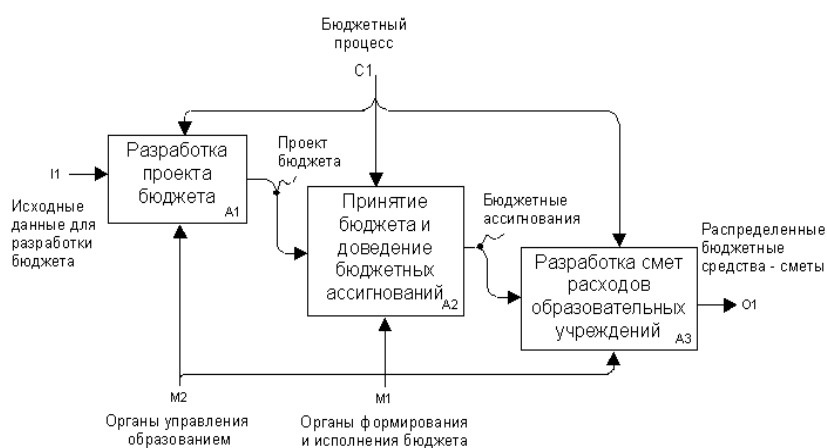 Бюджетный
процесс
C1
Разработка
проекта
бюджета
A1
I1
Исходные
данные для
разработки
бюджета
Проект
бюджета
Принятие
бюджета и
доведение
бюджетных
ассигнований
A2
Бюджетные
ассигнования
Разработка смет
расходов
образовательных
учреждений
A3
Распределенные
бюджетные
средства - сметы
O1
M2
Органы управления
образованием
M1
Органы формирования
и исполнения бюджета